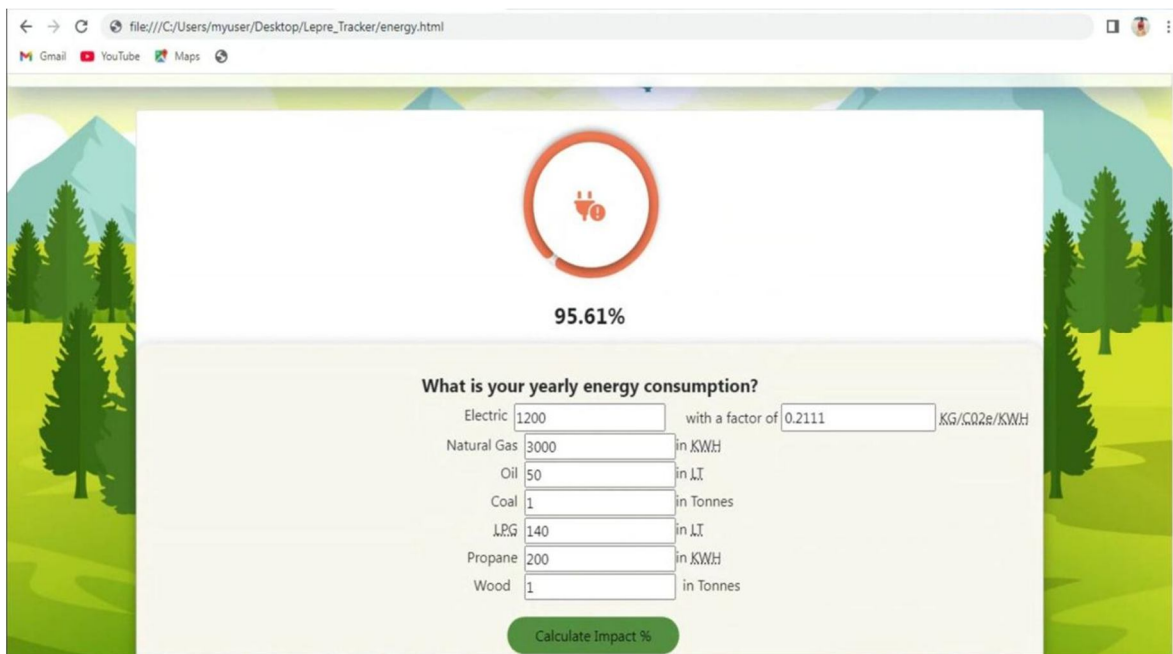 file:///C:/Users/myuser/Desktop/Lepre_Tracker/energy.html
Gmail YouTube Maps
95.61%
What is your yearly energy consumption?
Electric 1200 with a factor of 0.2111 KG/C02e/KWH
Natural Gas 3000 in KWH
Oil 50 in LT
Coal 1 in Tonnes
LPG 140 in LT
Propane 200 in KWH
Wood 1 in Tonnes
Calculate Impact %